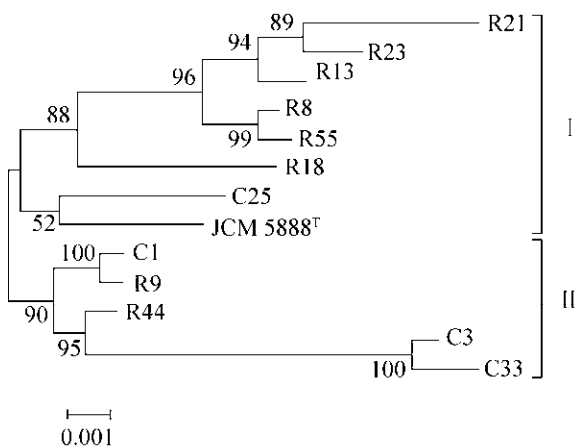 89
R21
94
R23
96
R13
I
88
R8
99
R55
R18
C25
52
JCM 5888ᵀ
100
C1
R9
II
90
R44
95
C3
100
C33
0.001